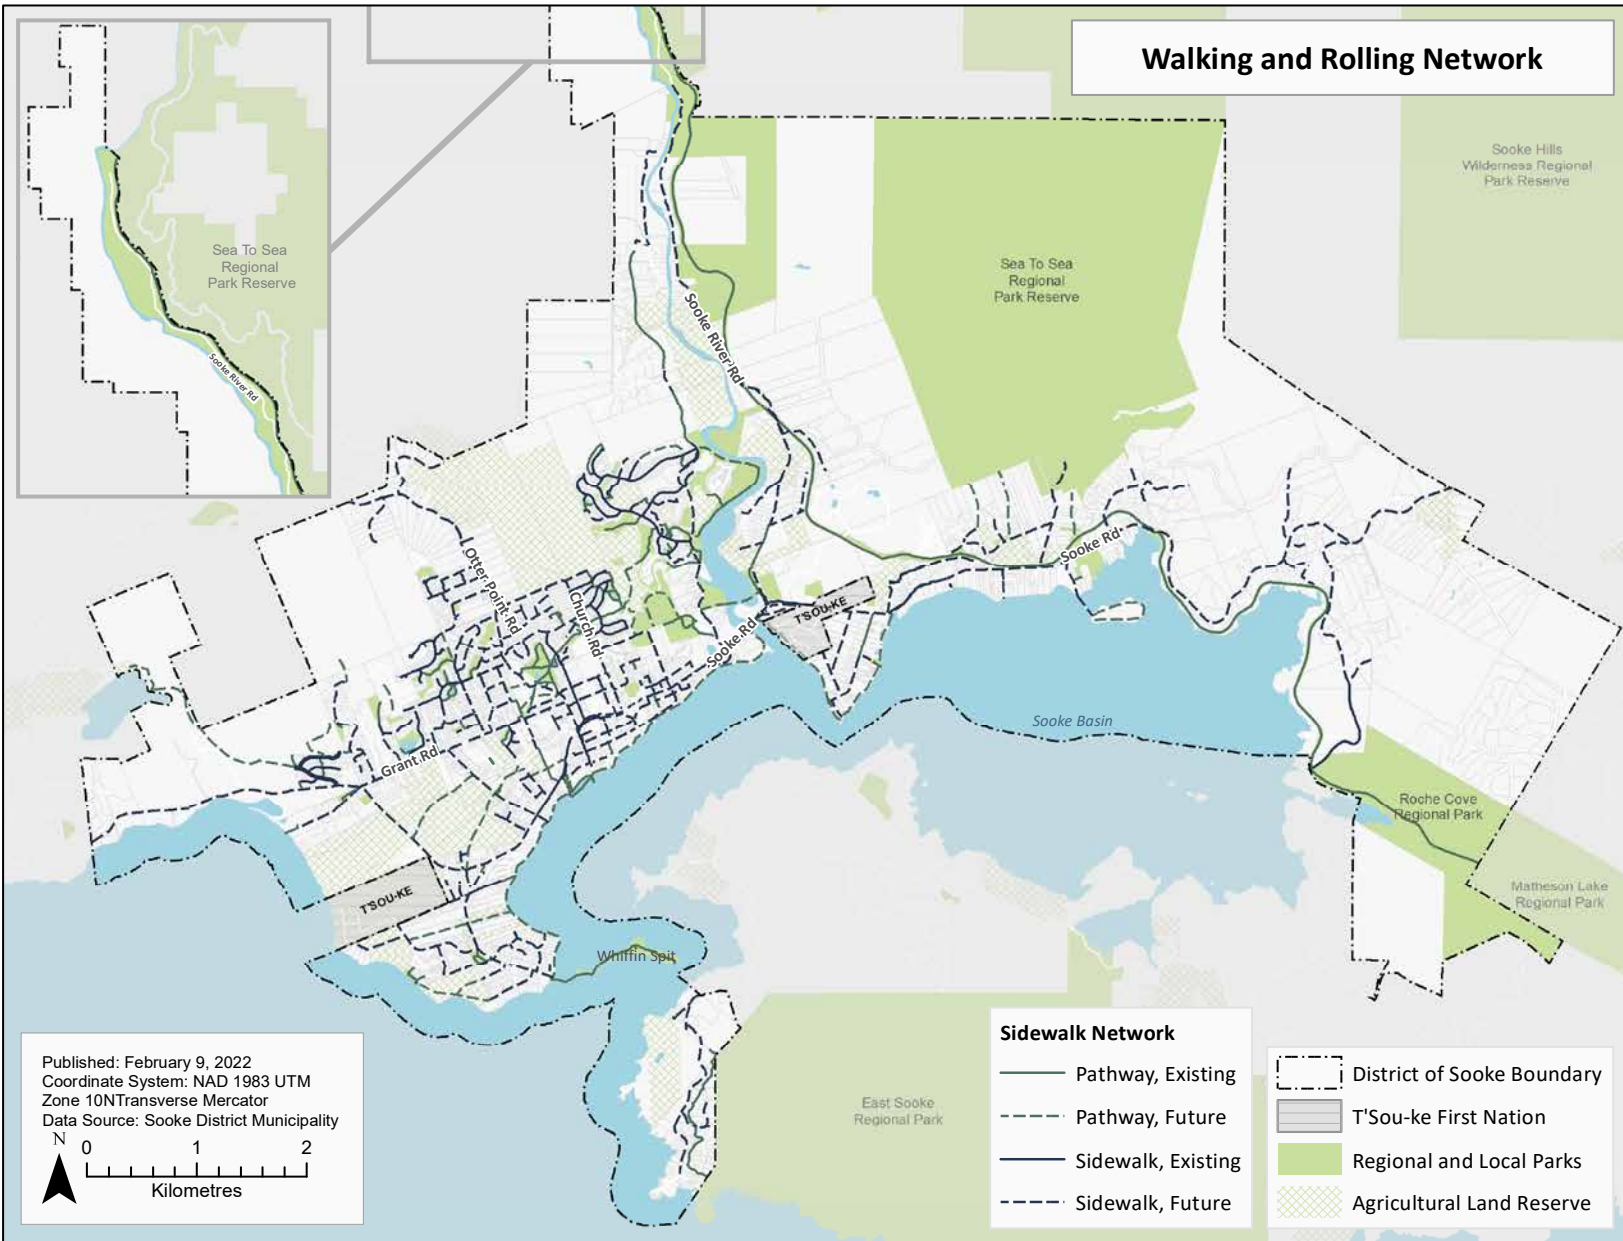 Walking and Rolling Network
Sooke Hills
Wilderness Regional
Park Reserve
Sea To Sea
Regional
Park Reserve
Sooke River Rd
Sea To Sea
Regional
Park Reserve
Sooke River Rd
Otter Point Rd
Church Rd
Sooke Rd
T'SOU-KE
Sooke Rd
Grant Rd
Sooke Basin
Roche Cove
Regional Park
Matheson Lake
Regional Park
T'SOU-KE
Whiffin Spit
East Sooke
Regional Park
Published: February 9, 2022
Coordinate System: NAD 1983 UTM
Zone 10NTransverse Mercator
Data Source: Sooke District Municipality
N
0 1 2
Kilometres
Sidewalk Network
Pathway, Existing
Pathway, Future
Sidewalk, Existing
Sidewalk, Future
District of Sooke Boundary
T'Sou-ke First Nation
Regional and Local Parks
Agricultural Land Reserve